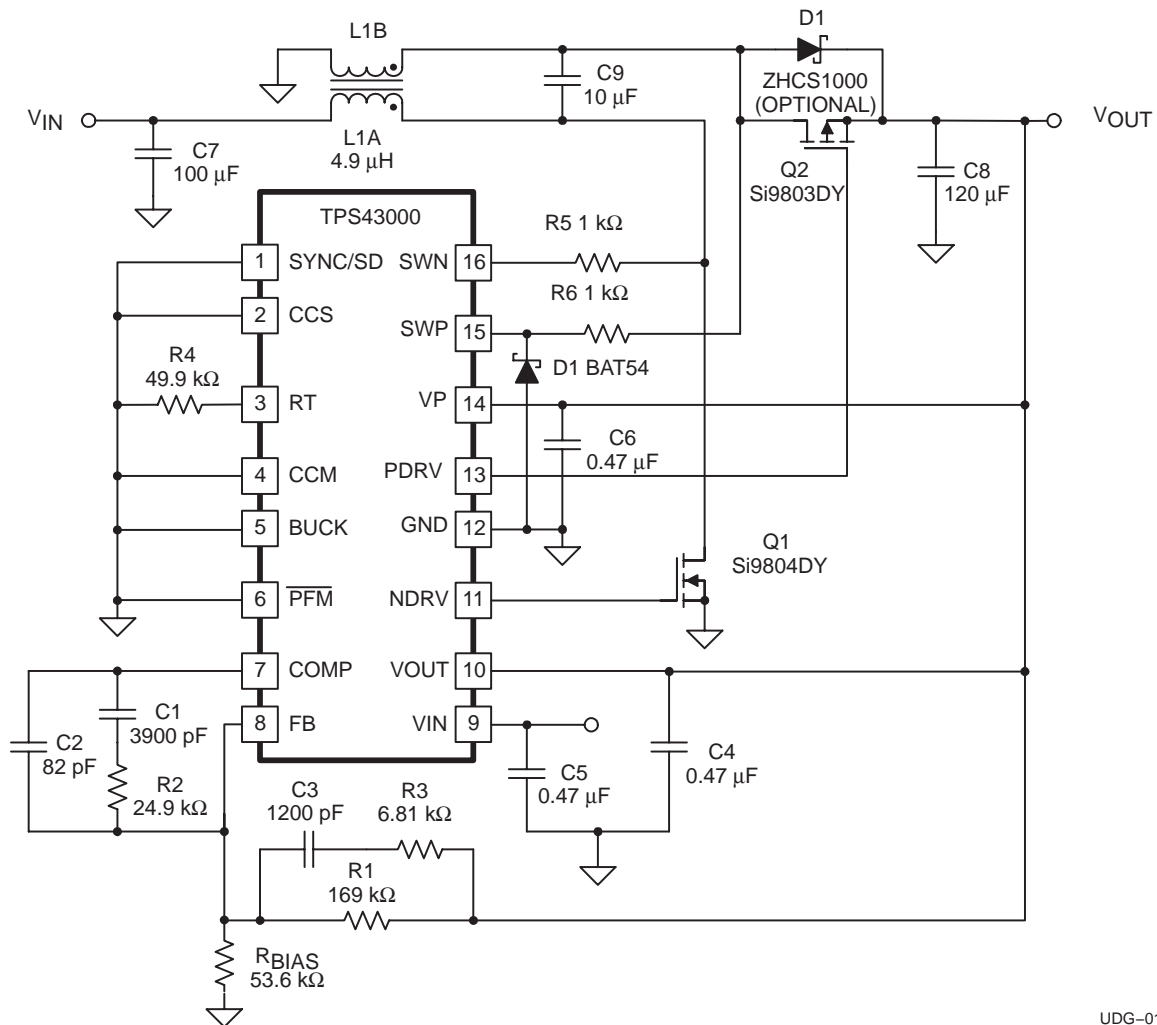 L1B
D1
C9
10 μF
ZHCS1000
(OPTIONAL)
VIN
VOUT
L1A
4.9 μH
C7
100 μF
Q2
Si9803DY
C8
120 μF
TPS43000
R5 1 kΩ
1 SYNC/SD SWN 16
R6 1 kΩ
2 CCS
SWP 15
R4
49.9 kΩ
D1 BAT54
3 RT VP 14
C6
0.47 μF
4 CCM PDRV 13
5 BUCK GND 12
Q1
Si9804DY
6 PFM NDRV 11
7 COMP VOUT 10
C1
3900 pF
8 FB VIN 9
C2
82 pF
C4
0.47 μF
R2
24.9 kΩ
C5
0.47 μF
C3
1200 pF
R3
6.81 kΩ
R1
169 kΩ
RBIAS
53.6 kΩ
UDG–01